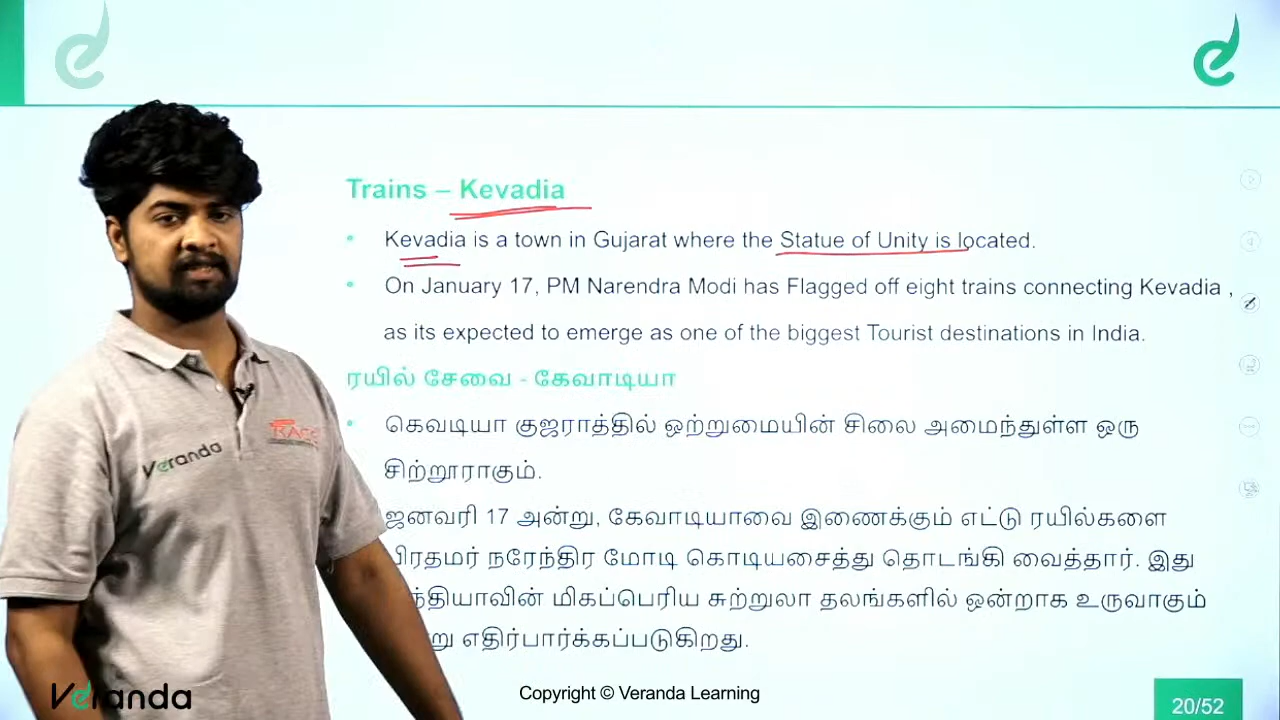 Trains – Kevadia
Kevadia is a town in Gujarat where the Statue of Unity is located.
On January 17, PM Narendra Modi has Flagged off eight trains connecting Kevadia ,
as its expected to emerge as one of the biggest Tourist destinations in India.
ரயில் சேவை - கேவாடியா
கெவடியா குஜராத்தில் ஒற்றுமையின் சிலை அமைந்துள்ள ஒரு
சிற்றூராகும்.
ஜனவரி 17 அன்று, கேவாடியாவை இணைக்கும் எட்டு ரயில்களை
நரேந்திர மோடி கொடியசைத்து தொடங்கி வைத்தார். இது
மிகப்பெரிய சுற்றுலா தலங்களில் ஒன்றாக உருவாகும்
எதிர்பார்க்கப்படுகிறது.
Veranda
RACE
Veranda
Copyright © Veranda Learning
20/52